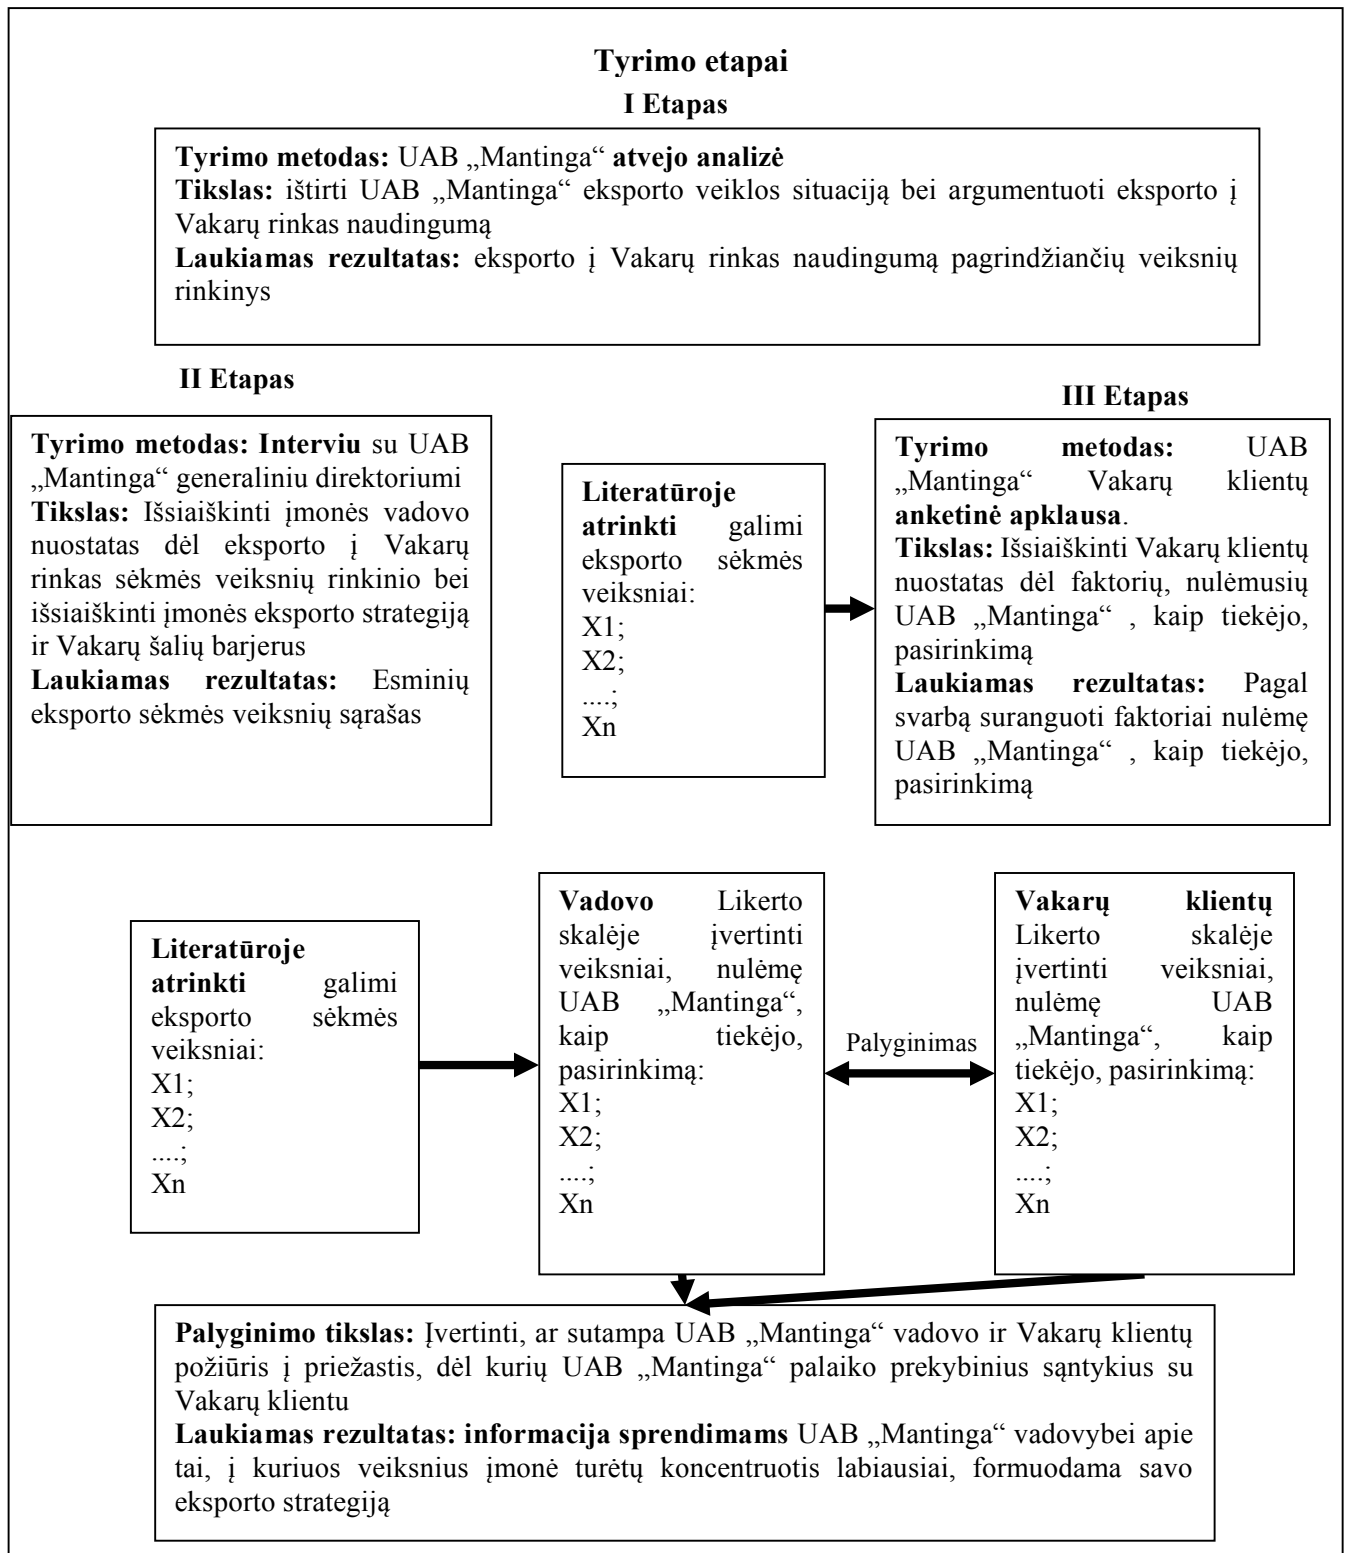 Tyrimo etapai
I Etapas
Tyrimo metodas: UAB „Mantinga“ atvejo analizė
Tikslas: ištirti UAB „Mantinga“ eksporto veiklos situaciją bei argumentuoti eksporto į
Vakarų rinkas naudingumą
Laukiamas rezultatas: eksporto į Vakarų rinkas naudingumą pagrindžiančių veiksnių
rinkinys
II Etapas
Tyrimo metodas: Interviu su UAB
„Mantinga“ generaliniu direktoriumi
Tikslas: Išsiaiškinti įmonės vadovo
nuostatas dėl eksporto į Vakarų
rinkas sėkmės veiksnių rinkinio bei
išsiaiškinti įmonės eksporto strategiją
ir Vakarų šalių barjerus
Laukiamas rezultatas: Esminių
eksporto sėkmės veiksnių sąrašas
Literatūroje
atrinkti galimi
eksporto sėkmės
veiksniai:
X1;
X2;
....;
Xn
III Etapas
Tyrimo metodas: UAB
„Mantinga“ Vakarų klientų
anketinė apklausa.
Tikslas: Išsiaiškinti Vakarų klientų
nuostatas dėl faktorių, nulėmusių
UAB „Mantinga“ , kaip tiekėjo,
pasirinkimą
Laukiamas rezultatas: Pagal
svarbą suranguoti faktoriai nulėmę
UAB „Mantinga“ , kaip tiekėjo,
pasirinkimą
Literatūroje
atrinkti galimi
eksporto sėkmės
veiksniai:
X1;
X2;
....;
Xn
Vadovo Likerto
skalėje įvertinti
veiksniai, nulėmę
UAB „Mantinga“,
kaip tiekėjo,
pasirinkimą:
X1;
X2;
....;
Xn
Palyginimas
Vakarų klientų
Likerto skalėje
įvertinti veiksniai,
nulėmę UAB
„Mantinga“, kaip
tiekėjo, pasirinkimą:
X1;
X2;
....;
Xn
Palyginimo tikslas: Įvertinti, ar sutampa UAB „Mantinga“ vadovo ir Vakarų klientų
požiūris į priežastis, dėl kurių UAB „Mantinga“ palaiko prekybinius sąntykius su
Vakarų klientu
Laukiamas rezultatas: informacija sprendimams UAB „Mantinga“ vadovybei apie
tai, į kuriuos veiksnius įmonė turėtų koncentruotis labiausiai, formuodama savo
eksporto strategiją